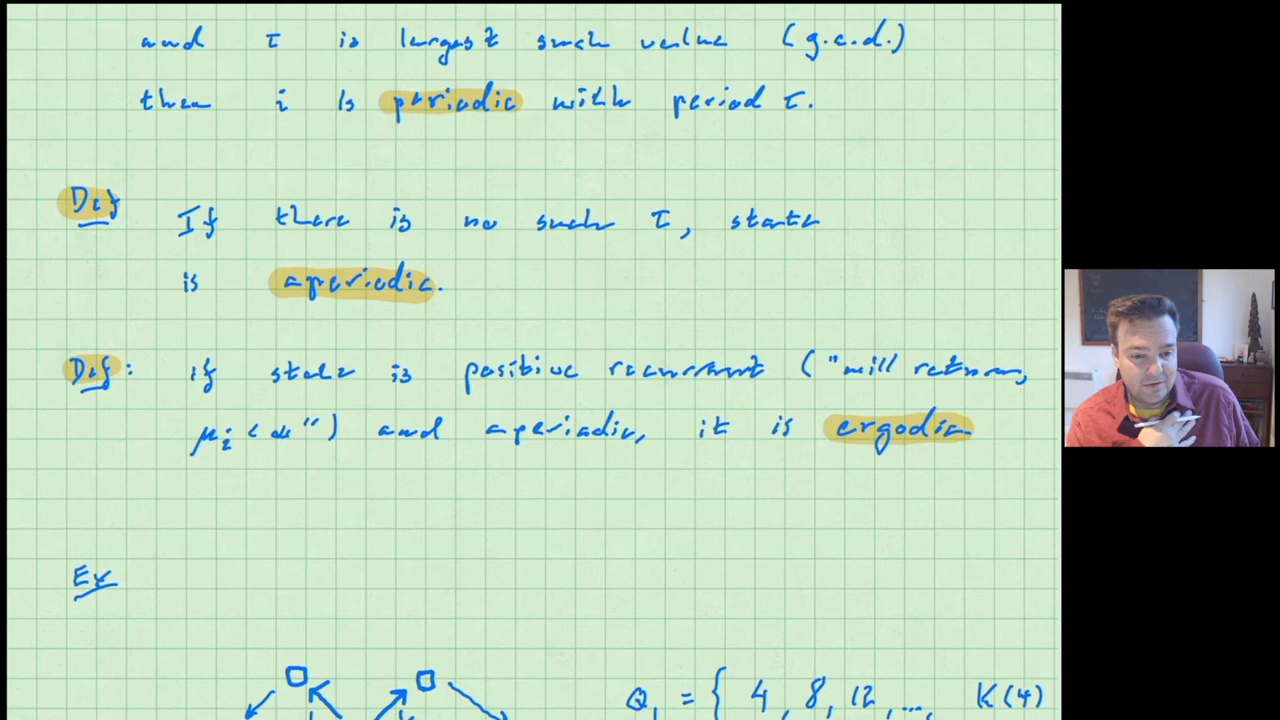 and τ is largest such value (g.c.d.)
then i is periodic with period τ.
Def If there is no such τ, state
is aperiodic.
Def: if state is positive recurrent ("will return,
μi < ∞") and aperiodic, it is ergodic
Ex
Q1 = { 4, 8, 12, ..., K(4)